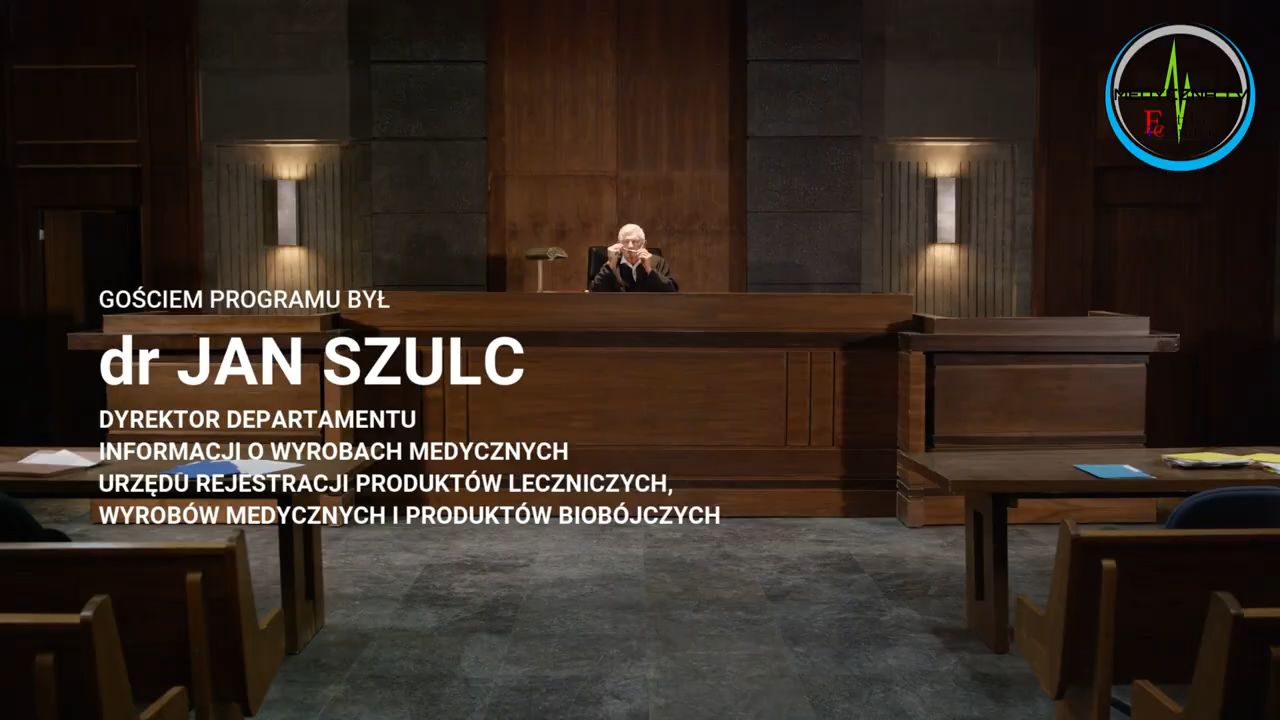 GOŚCIEM PROGRAMU BYŁ
dr JAN SZULC
DYREKTOR DEPARTAMENTU
INFORMACJI O WYROBACH MEDYCZNYCH
URZĘDU REJESTRACJI PRODUKTÓW LECZNICZYCH,
WYROBÓW MEDYCZNYCH I PRODUKTÓW BIOBÓJCZYCH